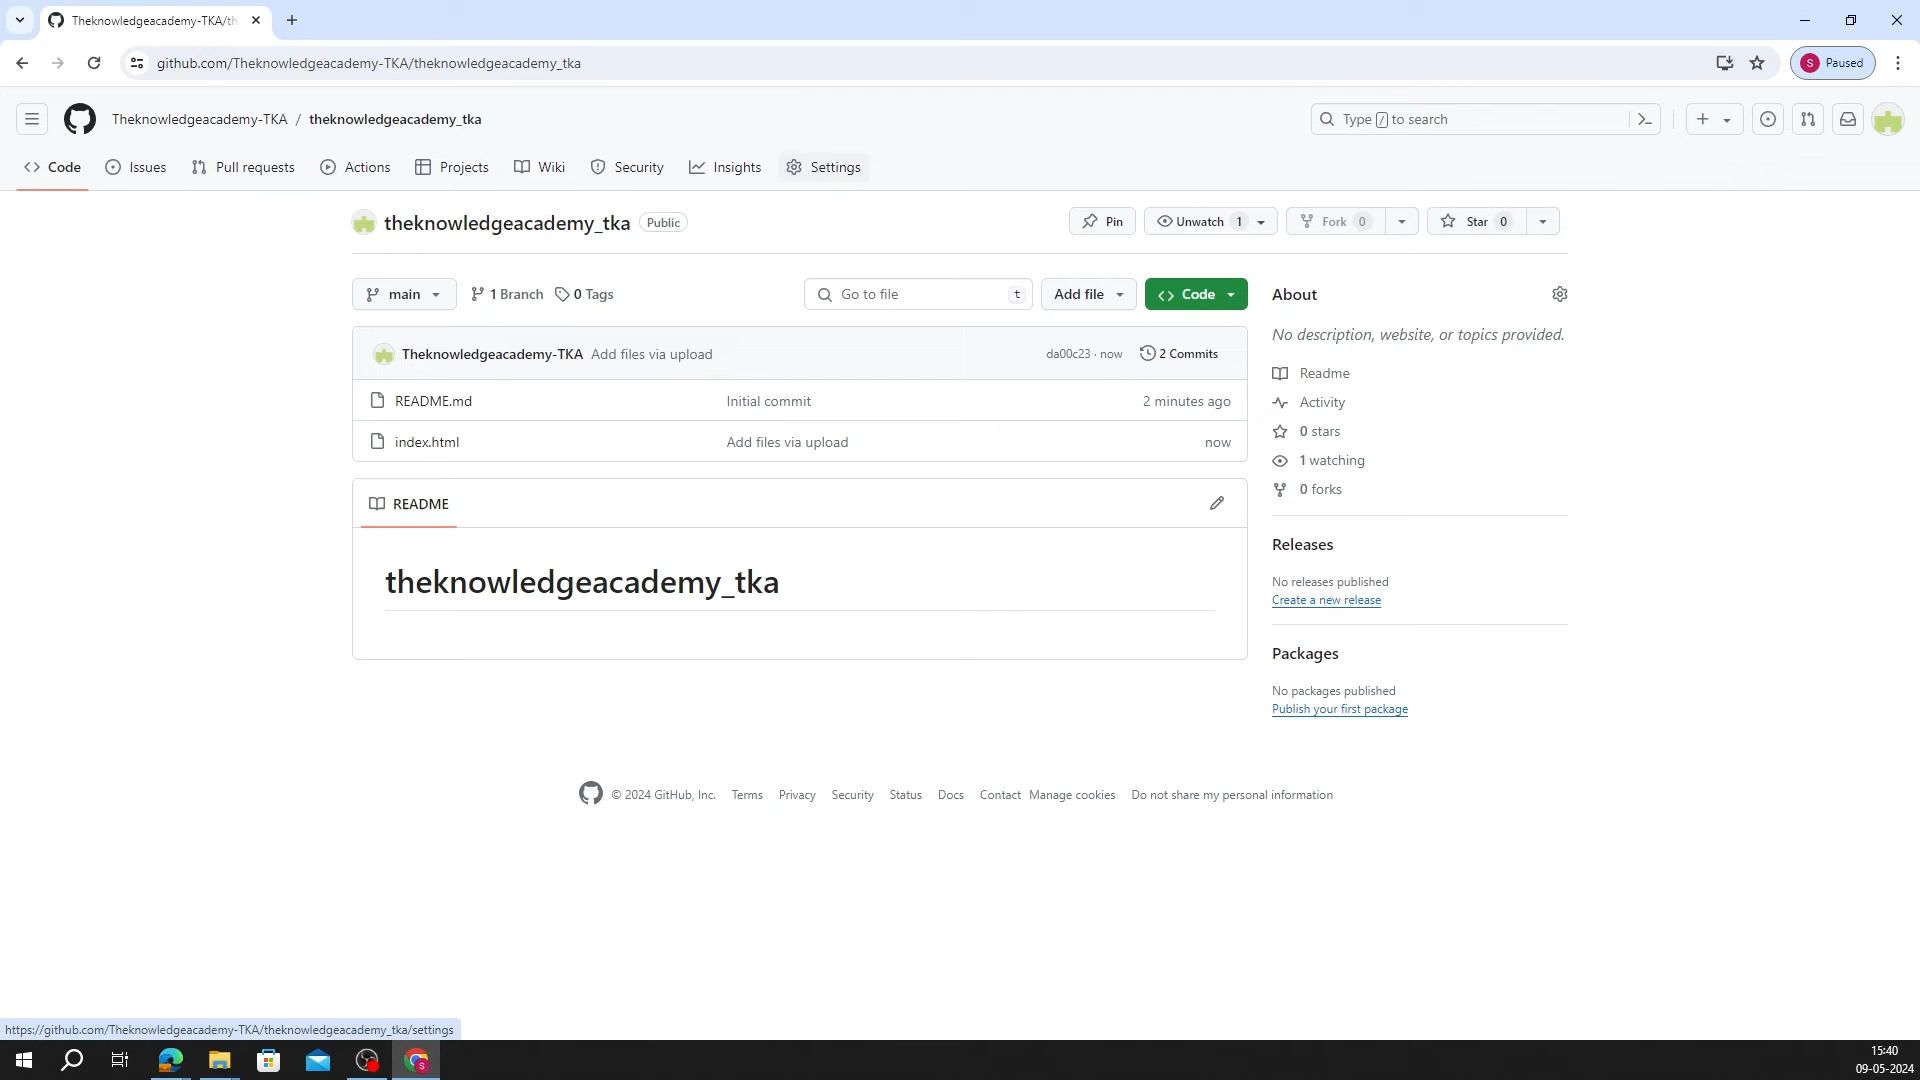 Theknowledgeacademy-TKA/th
github.com/Theknowledgeacademy-TKA/theknowledgeacademy_tka
S Paused
Theknowledgeacademy-TKA / theknowledgeacademy_tka
Type / to search
Code Issues Pull requests Actions Projects Wiki Security Insights Settings
theknowledgeacademy_tka Public
Pin Unwatch 1 Fork 0 Star 0
main 1 Branch 0 Tags Go to file t Add file Code
About
No description, website, or topics provided.
Theknowledgeacademy-TKA Add files via upload da00c23 · now 2 Commits
README.md Initial commit 2 minutes ago
index.html Add files via upload now
Readme
Activity
0 stars
1 watching
0 forks
README
theknowledgeacademy_tka
Releases
No releases published
Create a new release
Packages
No packages published
Publish your first package
© 2024 GitHub, Inc. Terms Privacy Security Status Docs Contact Manage cookies Do not share my personal information
https://github.com/Theknowledgeacademy-TKA/theknowledgeacademy_tka/settings
S
15:40
09-05-2024